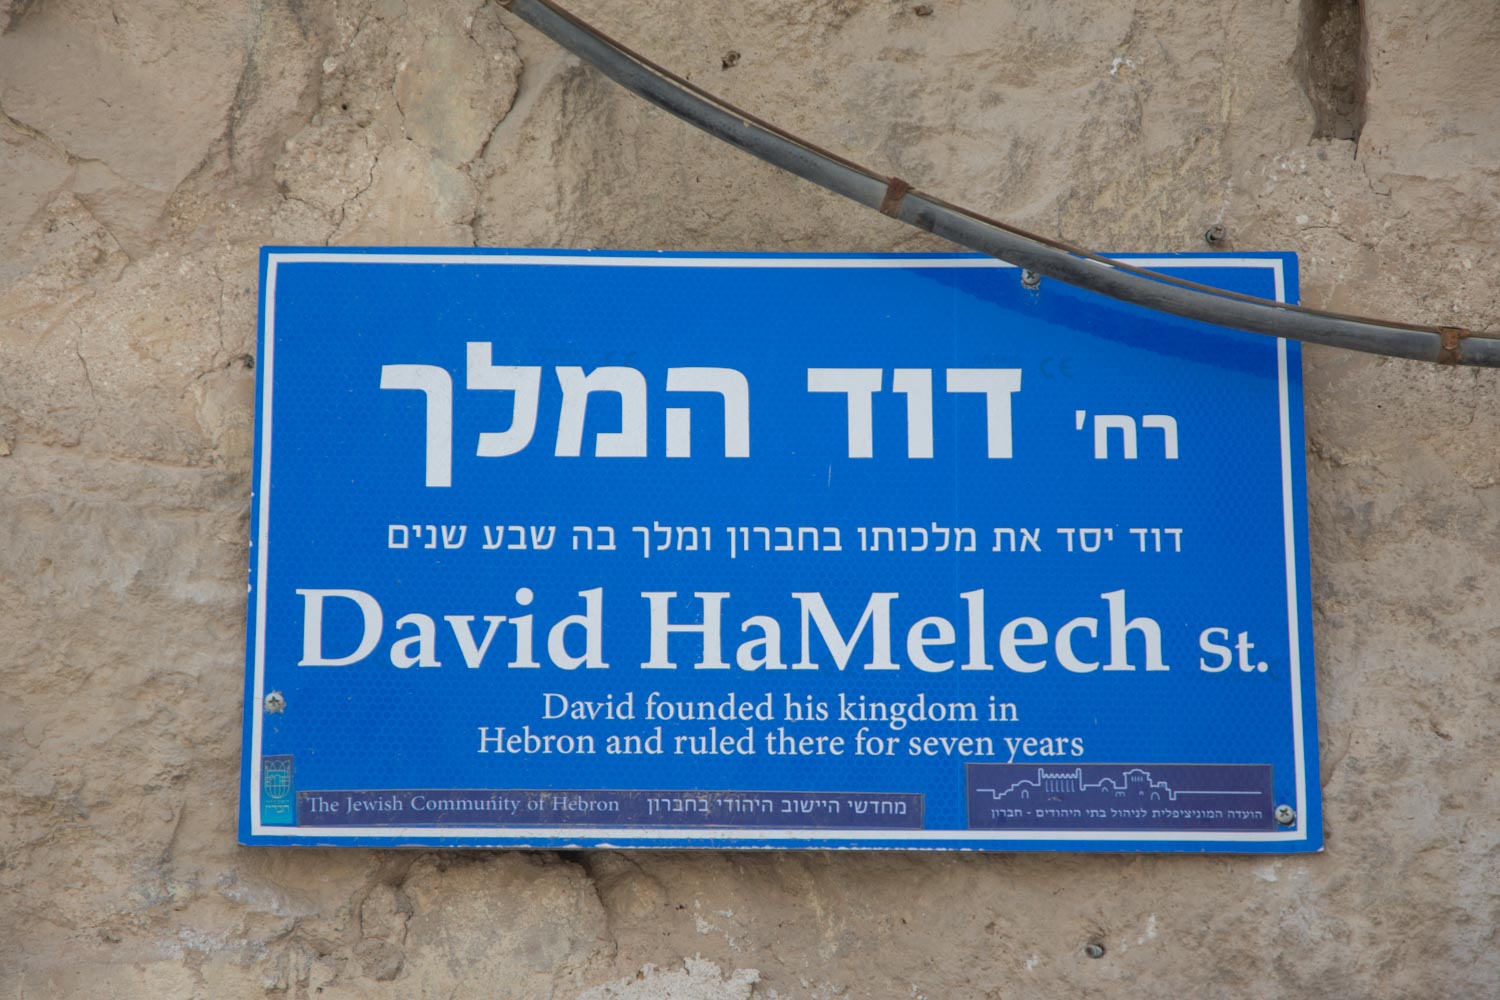 רח' דוד המלך
דוד יסד את מלכותו בחברון ומלך בה שבע שנים
David HaMelech St.
David founded his kingdom in
Hebron and ruled there for seven years
The Jewish Community of Hebron מחדשי היישוב היהודי בחברון
הועדה המוניציפלית לניהול בתי היהודים - חברון